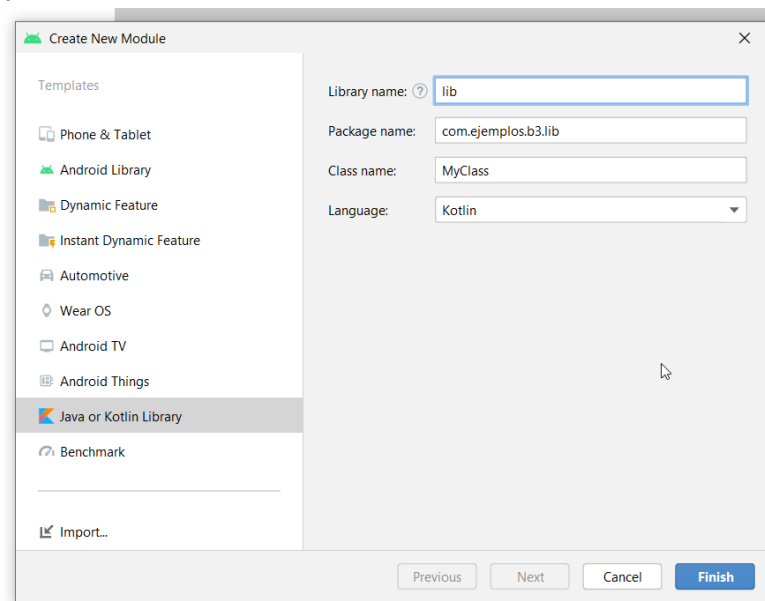 Create New Module
Templates
Phone & Tablet
Android Library
Dynamic Feature
Instant Dynamic Feature
Automotive
Wear OS
Android TV
Android Things
Java or Kotlin Library
Benchmark
Import...
Library name: ? lib
Package name: com.ejemplos.b3.lib
Class name: MyClass
Language: Kotlin
Previous Next Cancel Finish